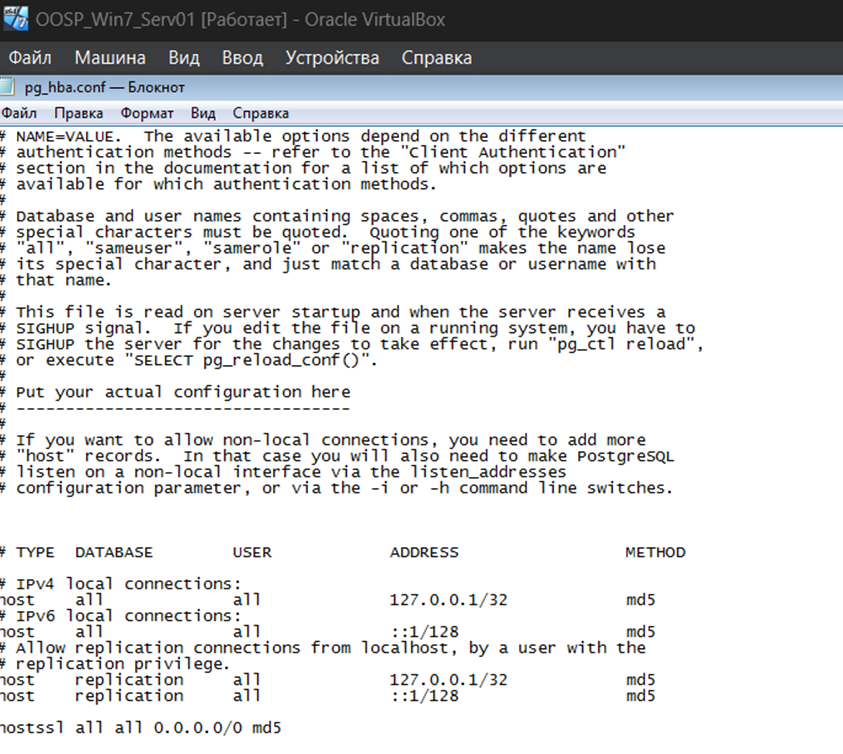 OOSP_Win7_Serv01 [Работает] - Oracle VirtualBox
Файл Машина Вид Ввод Устройства Справка
pg_hba.conf — Блокнот
Файл Правка Формат Вид Справка
# NAME=VALUE.  The available options depend on the different
# authentication methods -- refer to the "Client Authentication"
# section in the documentation for a list of which options are
# available for which authentication methods.
#
# Database and user names containing spaces, commas, quotes and other
# special characters must be quoted.  Quoting one of the keywords
# "all", "sameuser", "samerole" or "replication" makes the name lose
# its special character, and just match a database or username with
# that name.
#
# This file is read on server startup and when the server receives a
# SIGHUP signal.  If you edit the file on a running system, you have to
# SIGHUP the server for the changes to take effect, run "pg_ctl reload",
# or execute "SELECT pg_reload_conf()".
#
# Put your actual configuration here
# ----------------------------------
#
# If you want to allow non-local connections, you need to add more
# "host" records.  In that case you will also need to make PostgreSQL
# listen on a non-local interface via the listen_addresses
# configuration parameter, or via the -i or -h command line switches.
# TYPE  DATABASE        USER            ADDRESS                 METHOD
# IPv4 local connections:
host    all             all             127.0.0.1/32            md5
# IPv6 local connections:
host    all             all             ::1/128                 md5
# Allow replication connections from localhost, by a user with the
# replication privilege.
host    replication     all             127.0.0.1/32            md5
host    replication     all             ::1/128                 md5
hostssl all all 0.0.0.0/0 md5